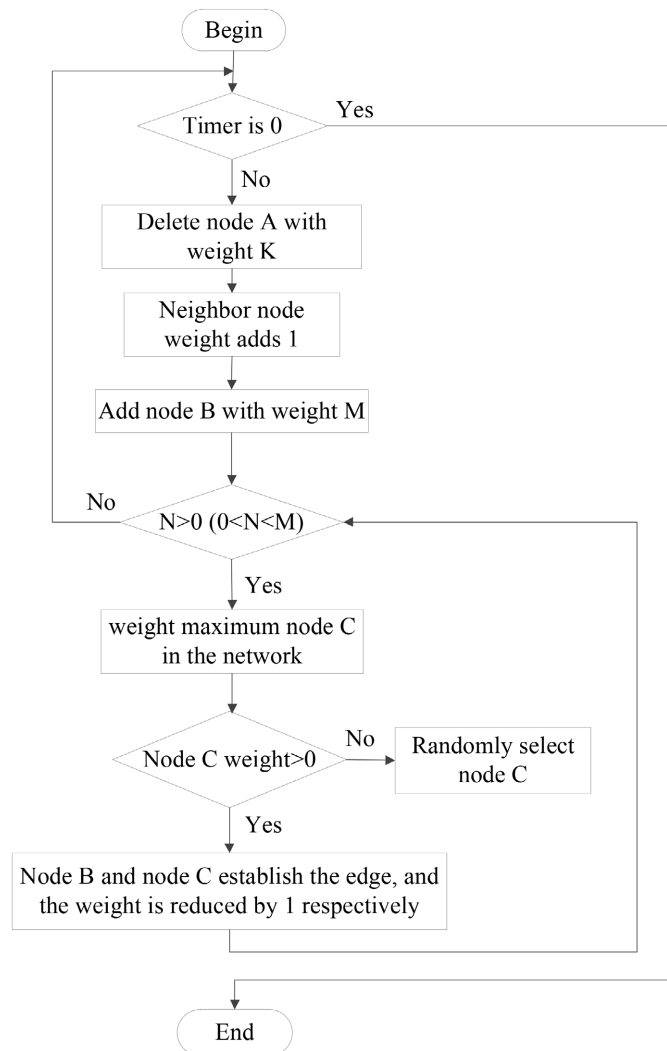 Begin
Timer is 0
Yes
No
Delete node A with
weight K
Neighbor node
weight adds 1
Add node B with weight M
No
N>0 (0<N<M)
Yes
weight maximum node C
in the network
Node C weight>0
No
Randomly select
node C
Yes
Node B and node C establish the edge, and
the weight is reduced by 1 respectively
End